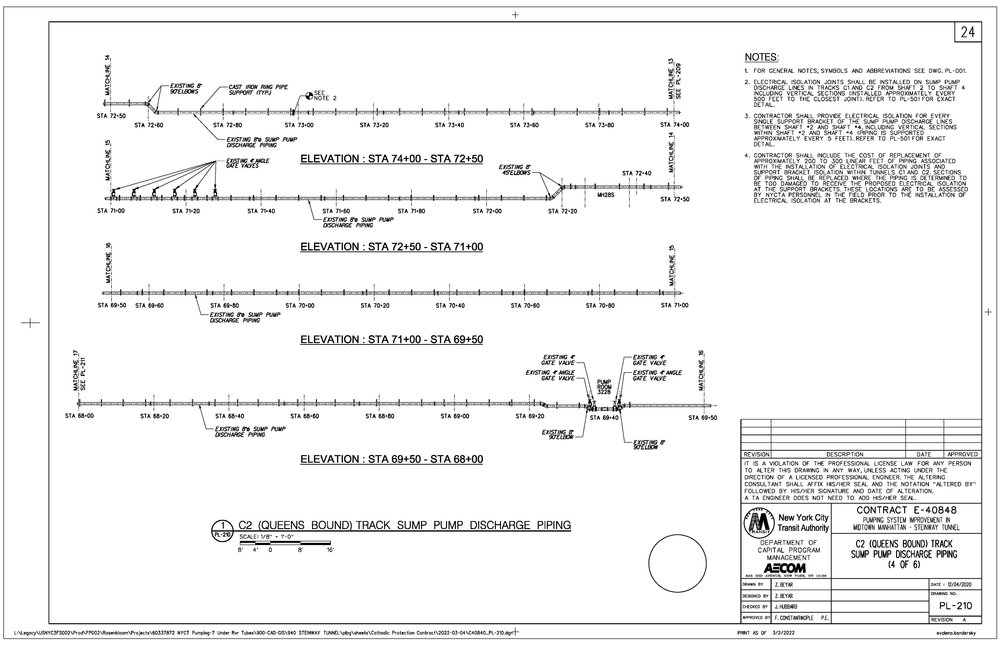 24
NOTES:
1. FOR GENERAL NOTES, SYMBOLS AND ABBREVIATIONS SEE DWG. PL-001.
2. ELECTRICAL ISOLATION JOINTS SHALL BE INSTALLED ON SUMP PUMP
DISCHARGE LINES IN TRACKS C1 AND C2 FROM SHAFT 2 TO SHAFT 4
INCLUDING VERTICAL SECTIONS (INSTALLED APPROXIMATELY EVERY
500 FEET TO THE CLOSEST JOINT). REFER TO PL-501 FOR EXACT
DETAIL.
3. CONTRACTOR SHALL PROVIDE ELECTRICAL ISOLATION FOR EVERY
SINGLE SUPPORT BRACKET OF THE SUMP PUMP DISCHARGE LINES
BETWEEN SHAFT #2 AND SHAFT #4, INCLUDING VERTICAL SECTIONS
WITHIN SHAFT #2 AND SHAFT #4 (PIPING IS SUPPORTED
APPROXIMATELY EVERY 5 FEET). REFER TO PL-501 FOR EXACT
DETAIL.
4. CONTRACTOR SHALL INCLUDE THE COST OF REPLACEMENT OF
APPROXIMATELY 200 TO 300 LINEAR FEET OF PIPING ASSOCIATED
WITH THE INSTALLATION OF ELECTRICAL ISOLATION JOINTS AND
SUPPORT BRACKET ISOLATION WITHIN TUNNELS C1 AND C2. SECTIONS
OF PIPING SHALL BE REPLACED WHERE THE PIPING IS DETERMINED TO
BE TOO DAMAGED TO RECEIVE THE PROPOSED ELECTRICAL ISOLATION
AT THE SUPPORT BRACKETS. THESE LOCATIONS ARE TO BE ASSESSED
BY NYCTA PERSONNEL IN THE FIELD PRIOR TO THE INSTALLATION OF
ELECTRICAL ISOLATION AT THE BRACKETS.
MATCHLINE 14
EXISTING 8"
90°ELBOWS
CAST IRON RING PIPE
SUPPORT (TYP.)
SEE
NOTE 2
MATCHLINE 13
SEE PL-209
STA 72+50
STA 72+60
STA 72+80
STA 73+00
STA 73+20
STA 73+40
STA 73+60
STA 73+80
STA 74+00
EXISTING 8"ø SUMP PUMP
DISCHARGE PIPING
ELEVATION : STA 74+00 - STA 72+50
MATCHLINE 15
EXISTING 4" ANGLE
GATE VALVES
EXISTING 8"
45°ELBOWS
STA 72+40
MATCHLINE 14
MH28S
STA 72+50
STA 71+00
STA 71+20
STA 71+40
STA 71+60
STA 71+80
STA 72+00
STA 72+20
EXISTING 8"ø SUMP PUMP
DISCHARGE PIPING
ELEVATION : STA 72+50 - STA 71+00
MATCHLINE 16
MATCHLINE 15
STA 69+50
STA 69+60
STA 69+80
STA 70+00
STA 70+20
STA 70+40
STA 70+60
STA 70+80
STA 71+00
EXISTING 8"ø SUMP PUMP
DISCHARGE PIPING
ELEVATION : STA 71+00 - STA 69+50
MATCHLINE 17
SEE PL-211
EXISTING 4"
GATE VALVE
EXISTING 4" ANGLE
GATE VALVE
PUMP
ROOM
3228
EXISTING 4"
GATE VALVE
EXISTING 4" ANGLE
GATE VALVE
MATCHLINE 16
STA 68+00
STA 68+20
STA 68+40
STA 68+60
STA 68+80
STA 69+00
STA 69+20
STA 69+40
STA 69+50
EXISTING 8"ø SUMP PUMP
DISCHARGE PIPING
EXISTING 8"
90°ELBOW
EXISTING 8"
90°ELBOW
ELEVATION : STA 69+50 - STA 68+00
1
PL-210
C2 (QUEENS BOUND) TRACK SUMP PUMP DISCHARGE PIPING
SCALE: 1/8" = 1'-0"
8' 4' 0 8' 16'
REVISION DESCRIPTION DATE APPROVED
IT IS A VIOLATION OF THE PROFESSIONAL LICENSE LAW FOR ANY PERSON
TO ALTER THIS DRAWING IN ANY WAY, UNLESS ACTING UNDER THE
DIRECTION OF A LICENSED PROFESSIONAL ENGINEER. THE ALTERING
CONSULTANT SHALL AFFIX HIS/HER SEAL AND THE NOTATION "ALTERED BY"
FOLLOWED BY HIS/HER SIGNATURE AND DATE OF ALTERATION.
A TA ENGINEER DOES NOT NEED TO ADD HIS/HER SEAL.
NEW YORK CITY
TRANSIT
New York City
Transit Authority
DEPARTMENT OF
CAPITAL PROGRAM
MANAGEMENT
AECOM
605 3RD AVENUE, NEW YORK, NY 10158
CONTRACT E-40848
PUMPING SYSTEM IMPROVEMENT IN
MIDTOWN MANHATTAN - STEINWAY TUNNEL
C2 (QUEENS BOUND) TRACK
SUMP PUMP DISCHARGE PIPING
(4 OF 6)
DRAWN BY Z. BEYAR
DESIGNED BY Z. BEYAR
CHECKED BY J. HUBBARD
APPROVED BY F. CONSTANTINOPLE P.E.
DATE : 12/04/2020
DRAWING NO.
PL-210
REVISION A
L:\Legacy\USNYC3FS002\Prod\FP002\Rosenbloom\Projects\60337872 NYCT Pumping-7 Under Rvr Tubes\900-CAD-GIS\940 STEINWAY TUNNEL\plbg\sheets\Cathodic Protection Contract\2022-03-04\C40840_PL-210.dgn
PRINT AS OF 3/2/2022
evolena.bendersky